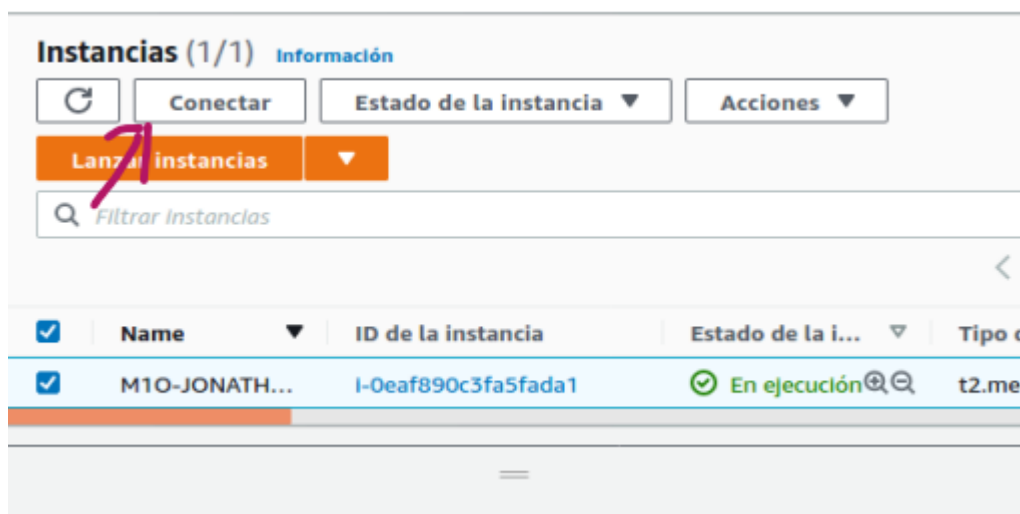 Instancias (1/1) Información
Conectar Estado de la instancia Acciones
Lanzar instancias
Filtrar instancias
Name ID de la instancia Estado de la i... Tipo
M1O-JONATH... i-0eaf890c3fa5fada1 En ejecución t2.me